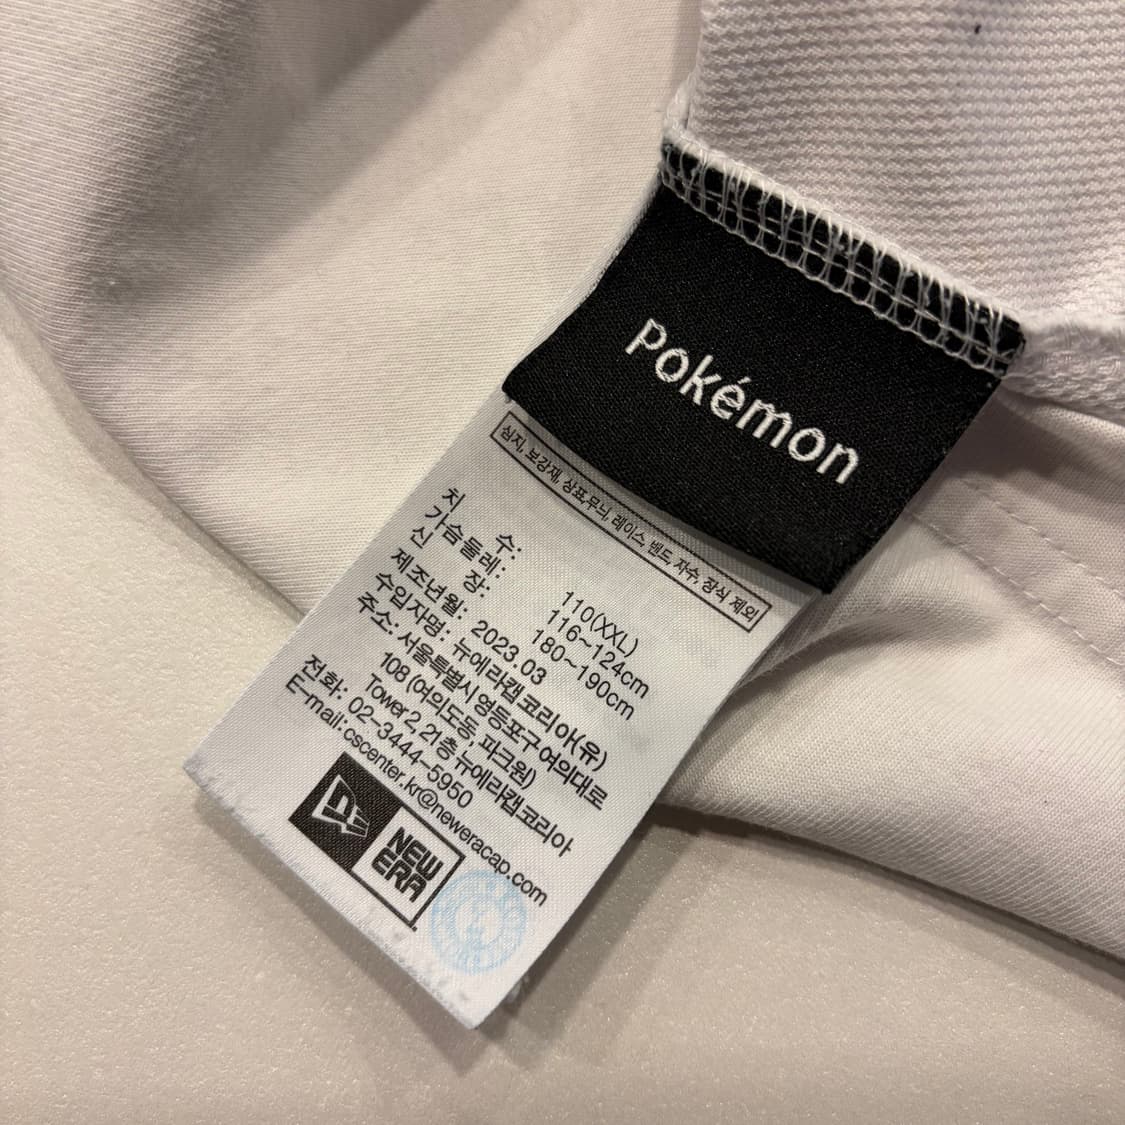 Pokémon
심지, 보강재, 상표,무늬, 레이스, 밴드, 자수, 장식 제외
치 수: 110(XXL)
가슴둘레: 116~124cm
신 장: 180~190cm
제조년월: 2023.03
수입자명: 뉴에라캡코리아(유)
주소: 서울특별시 영등포구 여의대로
108 (여의도동, 파크원)
Tower 2, 21층 뉴에라캡코리아
전화: 02-3444-5950
E-mail:cscenter.kr@neweracap.com
NEW
ERA